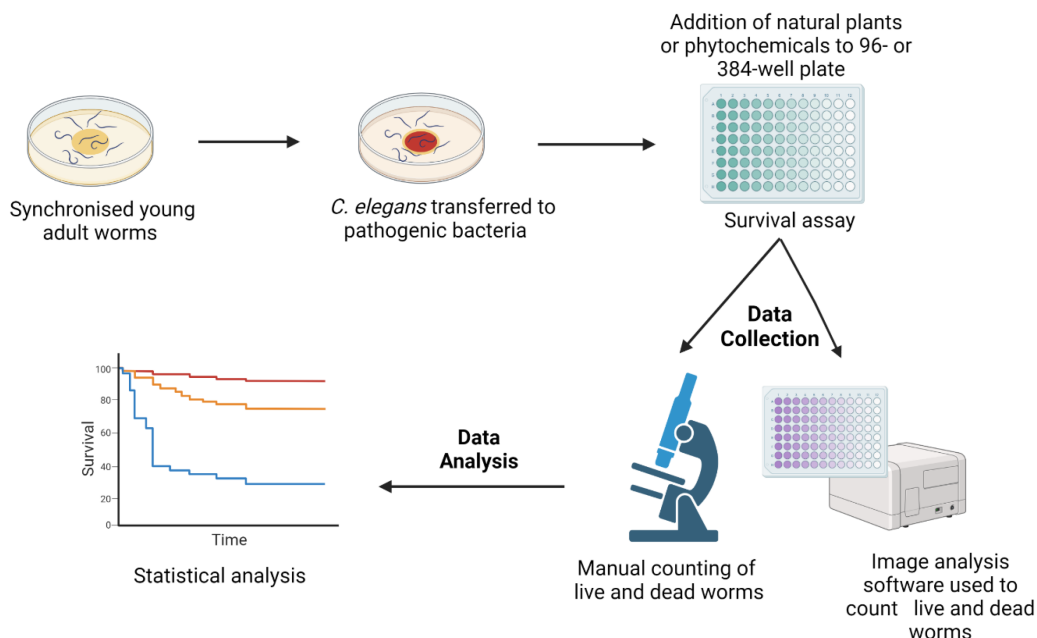 Addition of natural plants
or phytochemicals to 96- or
384-well plate
Synchronised young
adult worms
C. elegans transferred to
pathogenic bacteria
Survival assay
Data
Collection
Data
Analysis
100
80
60
40
20
0
Survival
Time
Statistical analysis
Manual counting of
live and dead worms
Image analysis
software used to
count live and dead
worms